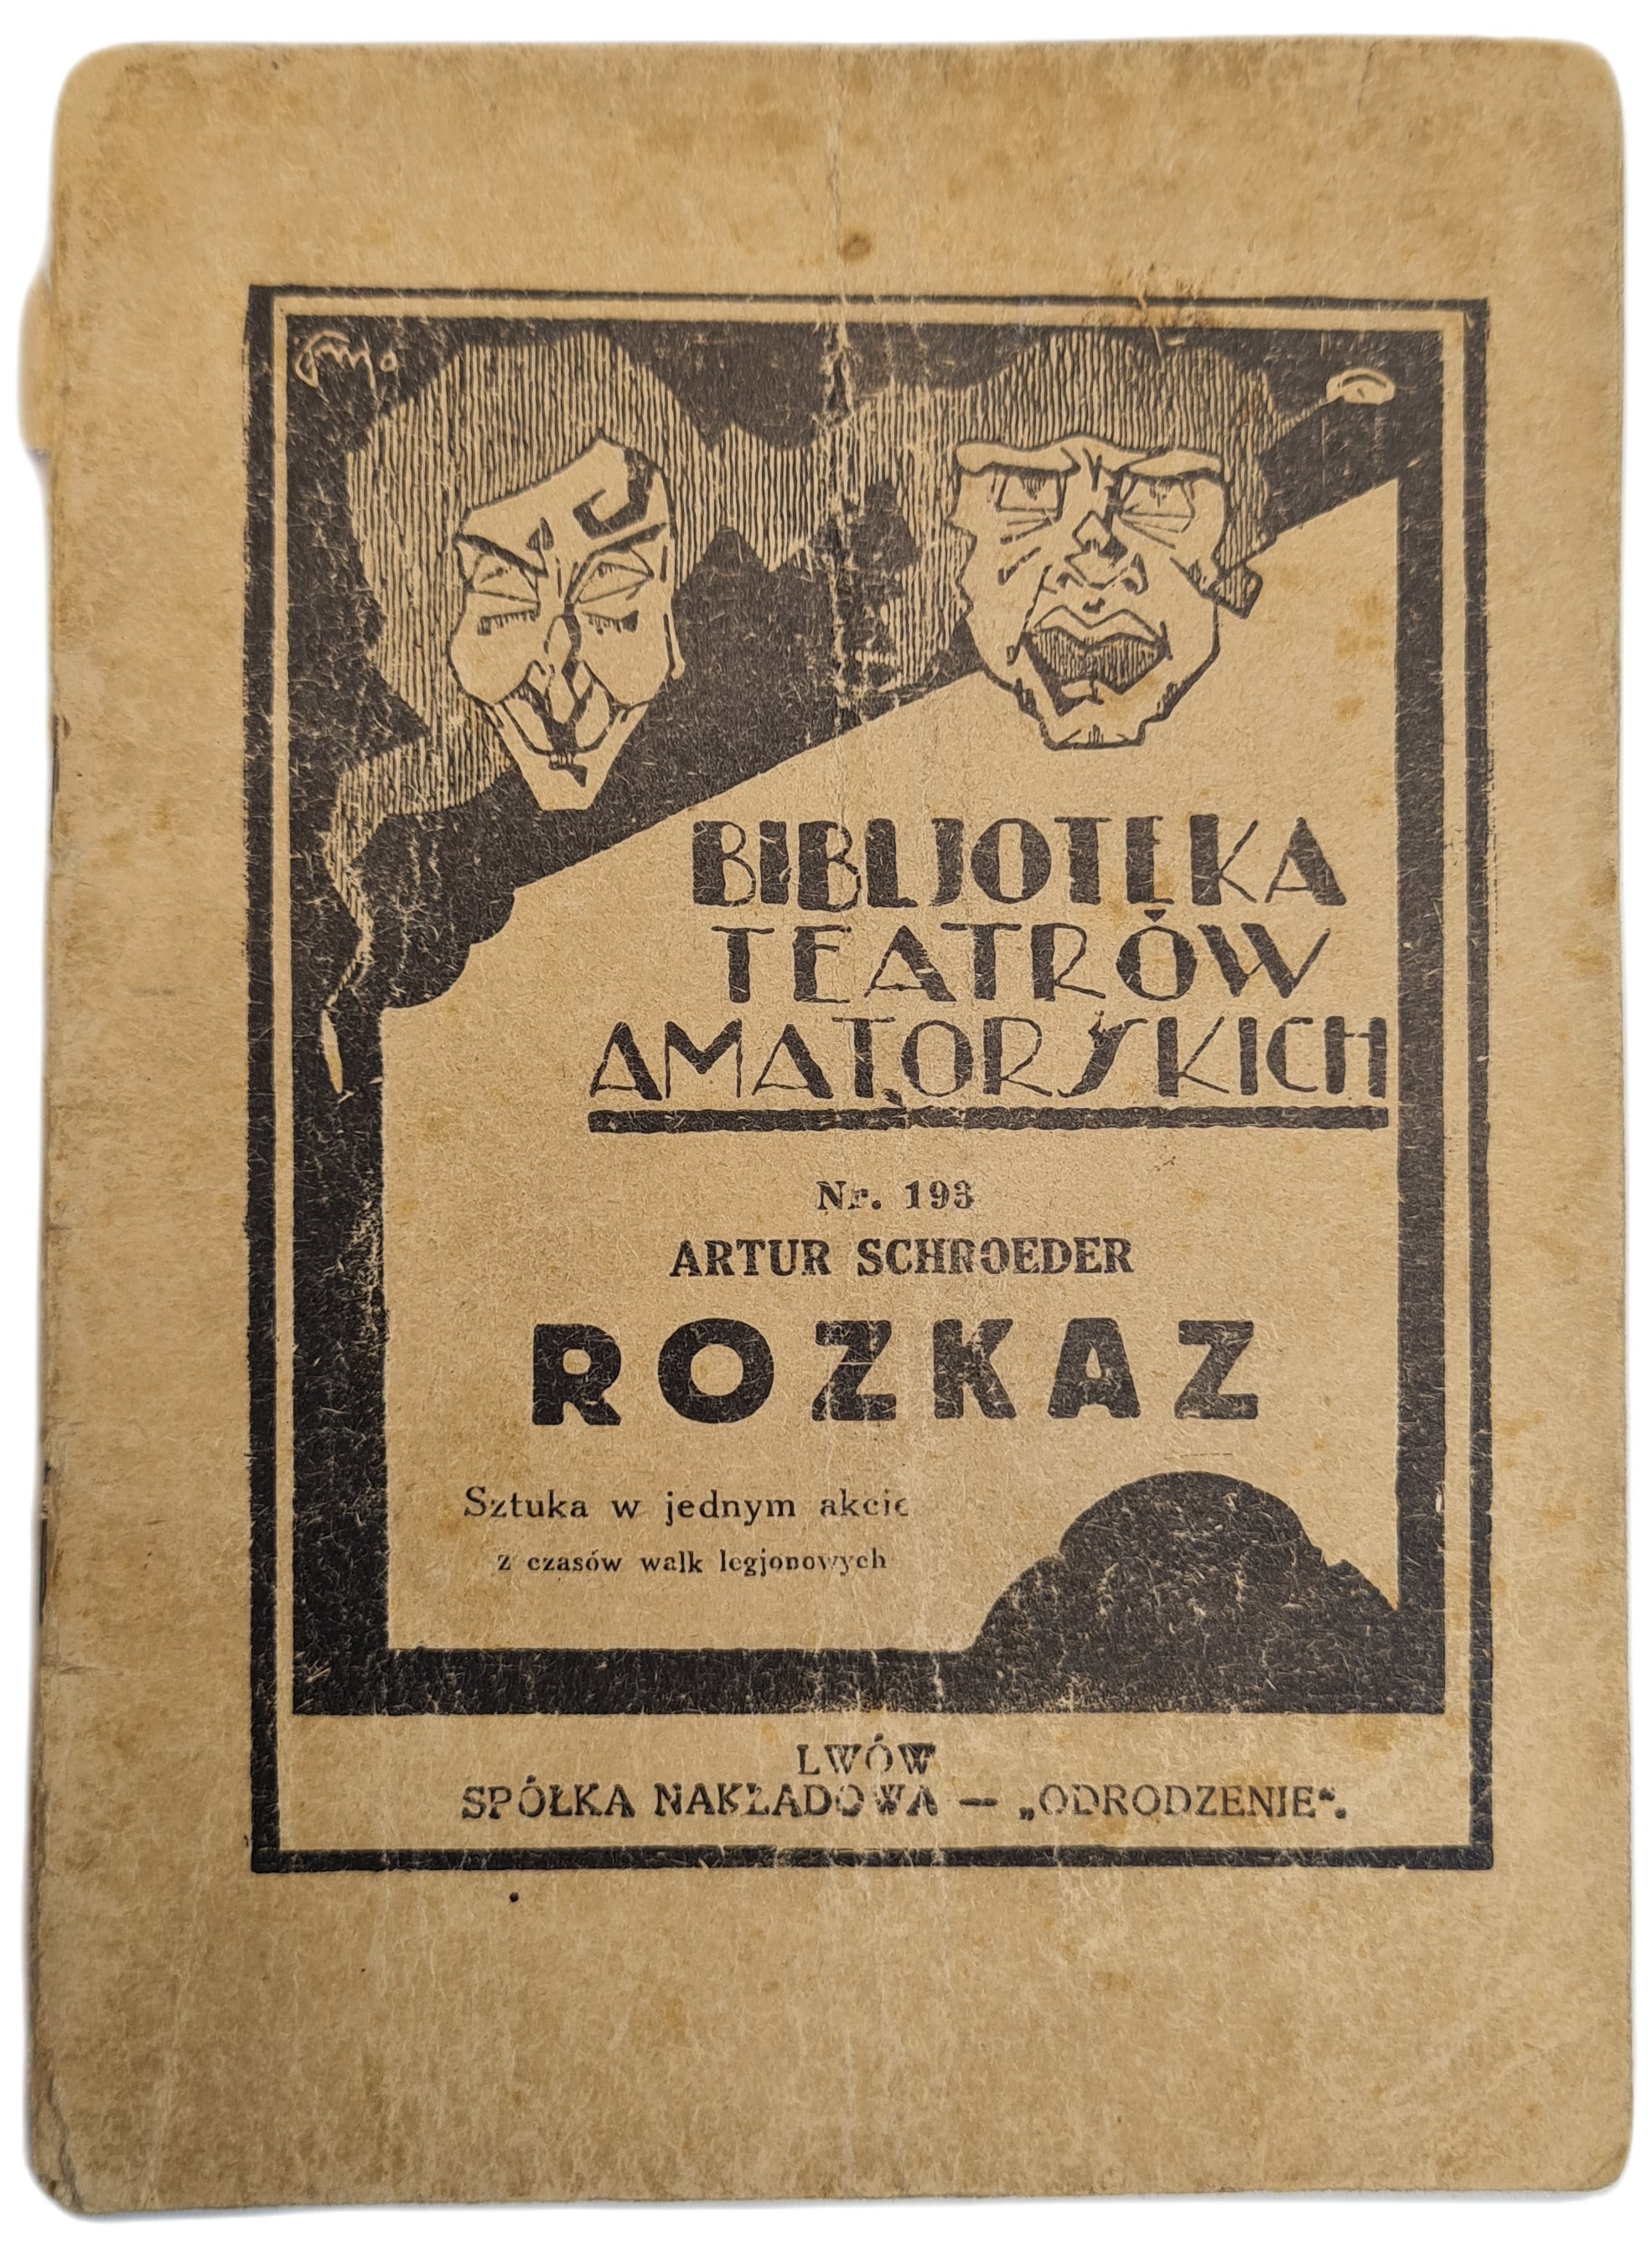 BIBLJOTEKA
TEATRÓW
AMATORSKICH
Nr. 193
ARTUR SCHROEDER
ROZKAZ
Sztuka w jednym akcie
z czasów walk legjonowych
LWÓW
SPÓŁKA NAKŁADOWA — „ODRODZENIE“.